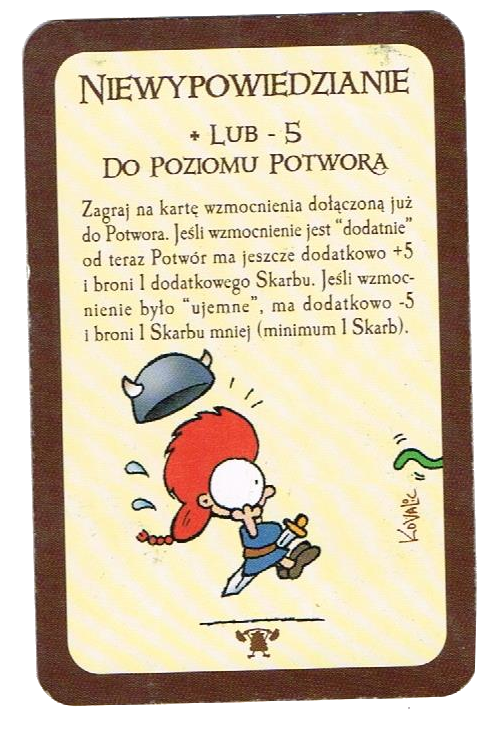 NIEWYPOWIEDZIANIE
+ LUB - 5
DO POZIOMU POTWORA
Zagraj na kartę wzmocnienia dołączoną już
do Potwora. Jeśli wzmocnienie jest “dodatnie”
od teraz Potwór ma jeszcze dodatkowo +5
i broni 1 dodatkowego Skarbu. Jeśli wzmoc-
nienie było “ujemne”, ma dodatkowo -5
i broni 1 Skarbu mniej (minimum 1 Skarb).
KOVALIC